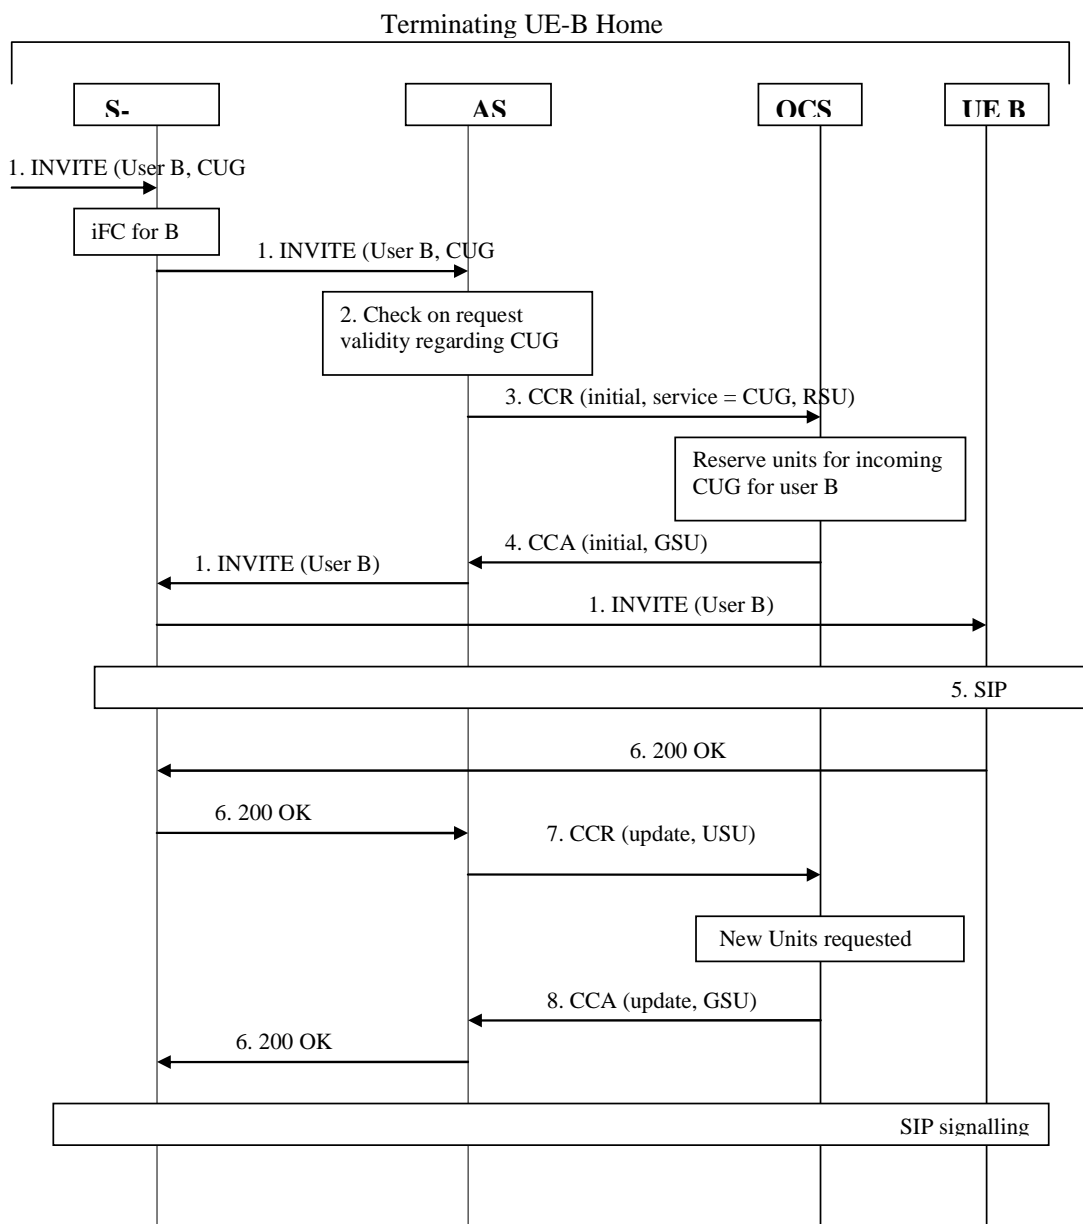 Terminating UE-B Home
S-
AS
OCS
UE B
1. INVITE (User B, CUG
iFC for B
1. INVITE (User B, CUG
2. Check on request
validity regarding CUG
3. CCR (initial, service = CUG, RSU)
Reserve units for incoming
CUG for user B
4. CCA (initial, GSU)
1. INVITE (User B)
1. INVITE (User B)
5. SIP
6. 200 OK
6. 200 OK
7. CCR (update, USU)
New Units requested
8. CCA (update, GSU)
6. 200 OK
SIP signalling